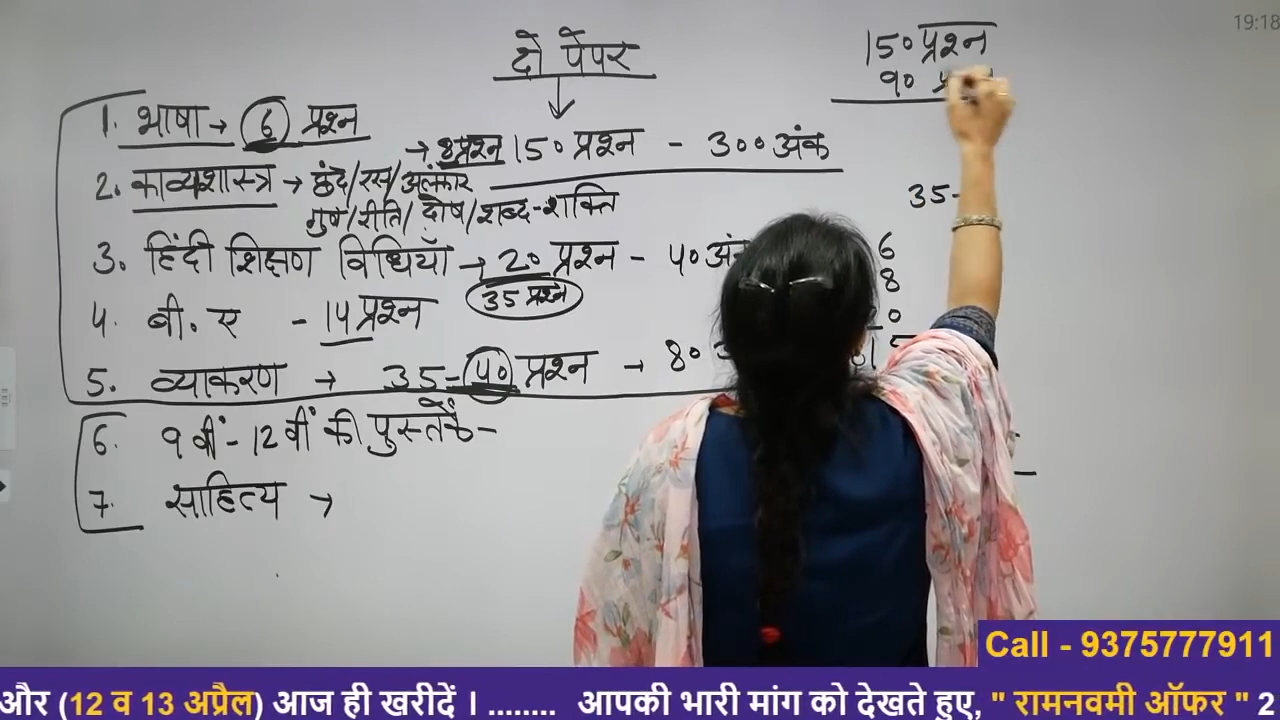 19:18
दो पेपर
150 प्रश्न
90
1. भाषा → 6 प्रश्न
→ 8 प्रश्न 150 प्रश्न - 300 अंक
2. काव्यशास्त्र → छंद/रस/अलंकार
गुण/रीति/दोष/शब्द-शक्ति
35-
3. हिंदी शिक्षण विधियाँ → 20 प्रश्न - 40
35 प्रश्न
6
8
4. बी. ए - 14 प्रश्न
5. व्याकरण → 35-40 प्रश्न → 80
6. 9वीं-12वीं की पुस्तकें-
7. साहित्य →
Call - 9375777911
और (12 व 13 अप्रैल) आज ही खरीदें । ........ आपकी भारी मांग को देखते हुए, " रामनवमी ऑफर " 2